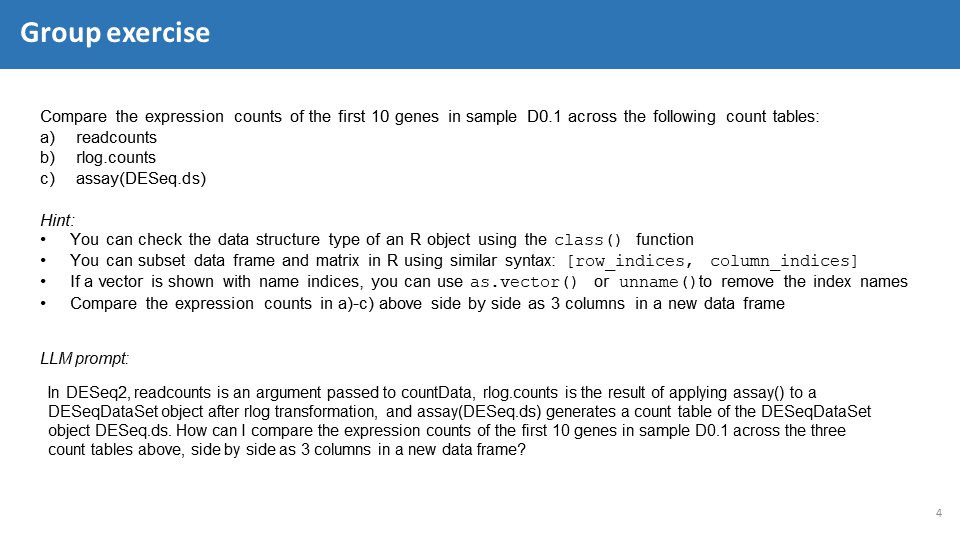 Group exercise
Compare the expression counts of the first 10 genes in sample D0.1 across the following count tables:
a) readcounts
b) rlog.counts
c) assay(DESeq.ds)
Hint:
• You can check the data structure type of an R object using the class() function
• You can subset data frame and matrix in R using similar syntax: [row_indices, column_indices]
• If a vector is shown with name indices, you can use as.vector() or unname()to remove the index names
• Compare the expression counts in a)-c) above side by side as 3 columns in a new data frame
LLM prompt:
In DESeq2, readcounts is an argument passed to countData, rlog.counts is the result of applying assay() to a
DESeqDataSet object after rlog transformation, and assay(DESeq.ds) generates a count table of the DESeqDataSet
object DESeq.ds. How can I compare the expression counts of the first 10 genes in sample D0.1 across the three
count tables above, side by side as 3 columns in a new data frame?
4